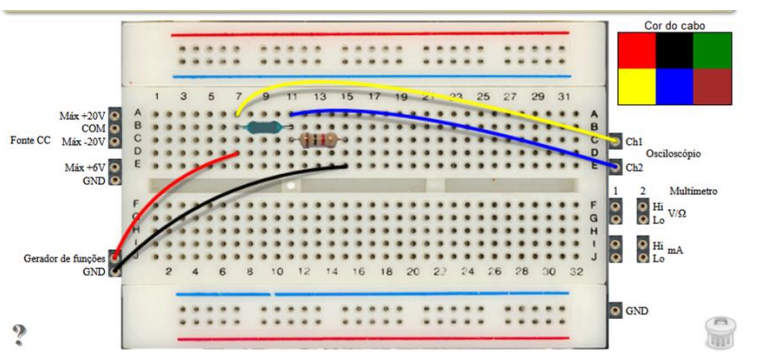 Cor do cabo
1 3 5 7 9 11 13 15 17 19 21 23 25 27 29 31
A A
Máx +20V B B
COM C C Ch1
Fonte CC Máx -20V D D Osciloscópio
Máx +6V E E Ch2
GND
1 2 Multímetro
F F Hi V/Ω
G G Lo
H H
I I Hi mA
Gerador de funções J J Lo
GND 2 4 6 8 10 12 14 16 18 20 22 24 26 28 30 32
GND
?